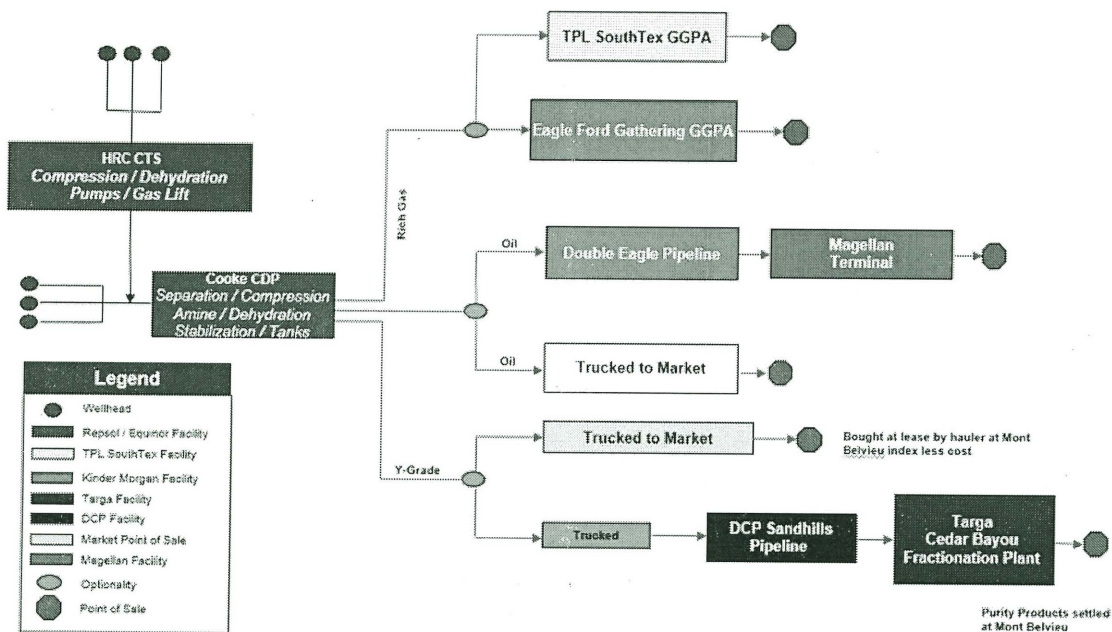 TPL SouthTex GGPA
Eagle Ford Gathering GGPA
HRC CTS
Compression / Dehydration
Pumps / Gas Lift
Rich Gas
Oil
Double Eagle Pipeline
Magellan
Terminal
Cooke CDP
Separation / Compression
Amine / Dehydration
Stabilization / Tanks
Oil
Trucked to Market
Legend
Wellhead
Repsol / Equinor Facility
TPL SouthTex Facility
Kinder Morgan Facility
Targa Facility
DCP Facility
Market Point of Sale
Magellan Facility
Optionality
Point of Sale
Trucked to Market
Bought at lease by hauler at Mont
Belvieu index less cost
Y-Grade
Trucked
DCP Sandhills
Pipeline
Targa
Cedar Bayou
Fractionation Plant
Purity Products settled
at Mont Belvieu